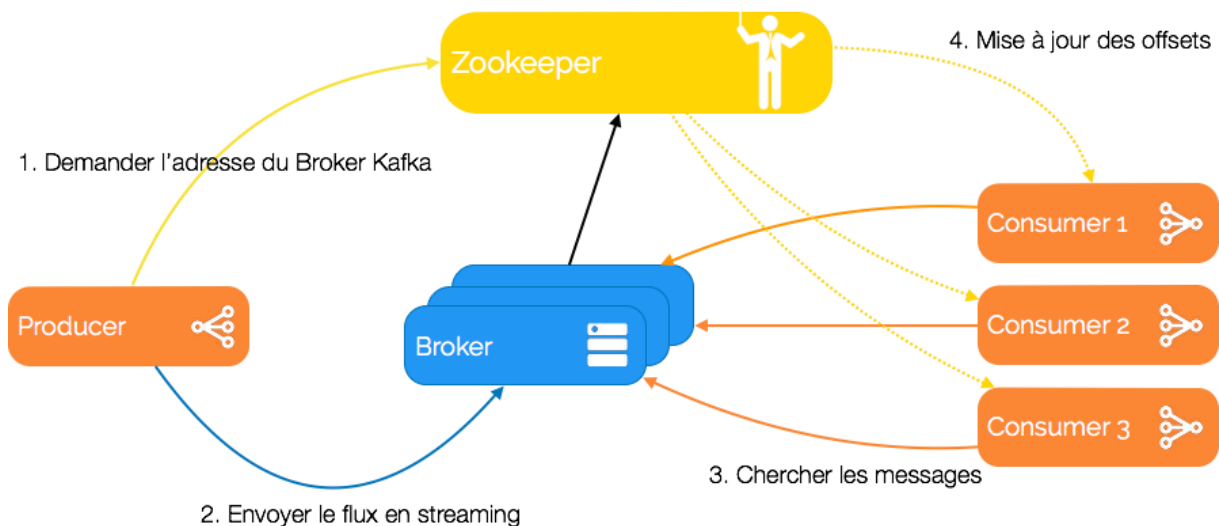 Zookeeper
4. Mise à jour des offsets
1. Demander l'adresse du Broker Kafka
Consumer 1
Producer
Broker
Consumer 2
Consumer 3
3. Chercher les messages
2. Envoyer le flux en streaming